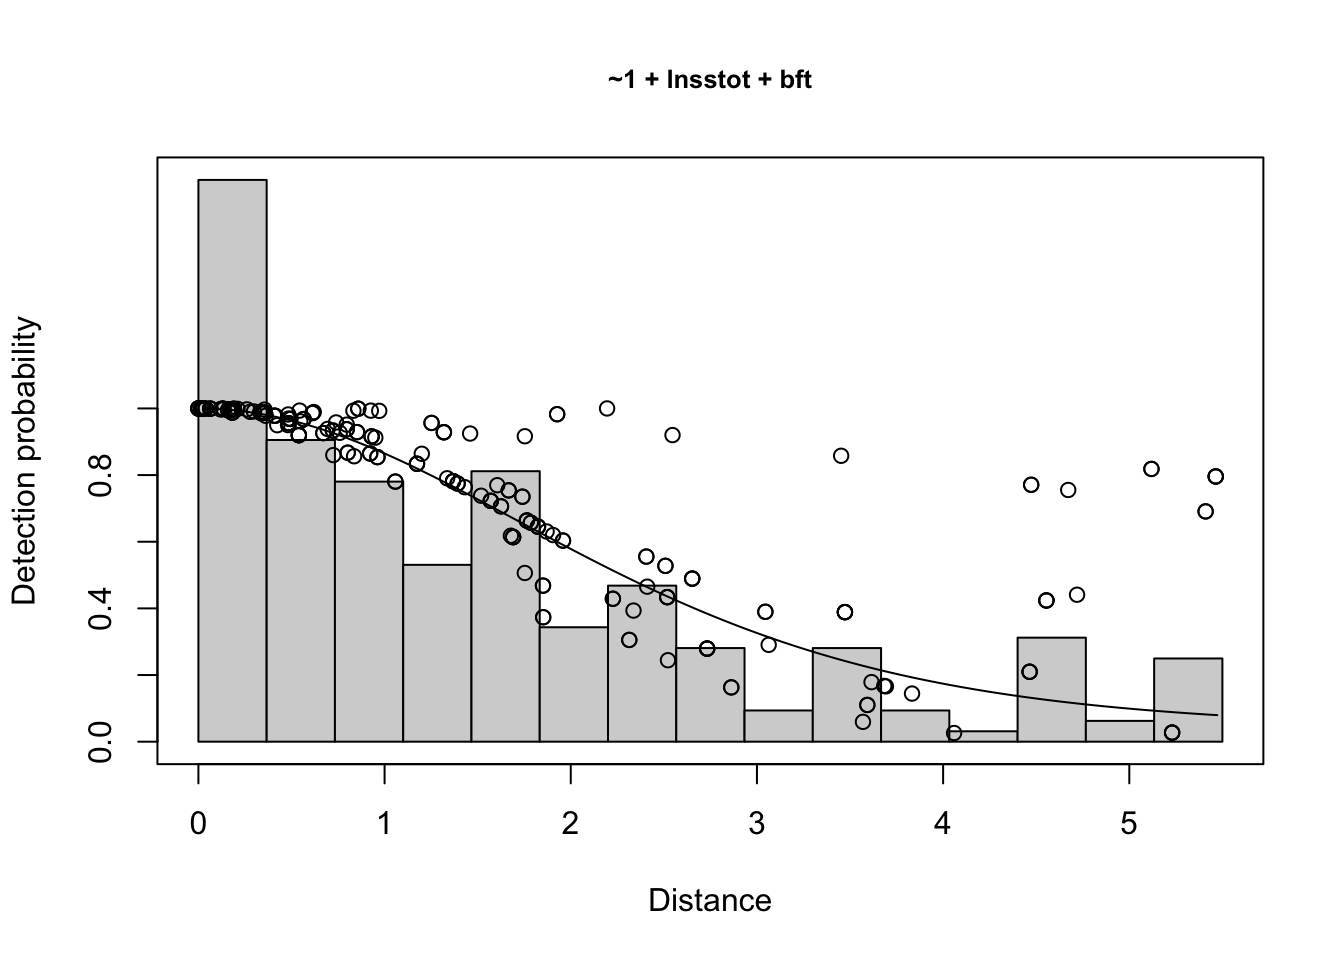 ~1 + lnsstot + bft
Detection probability
0.8
0.4
0.0
0 1 2 3 4 5
Distance